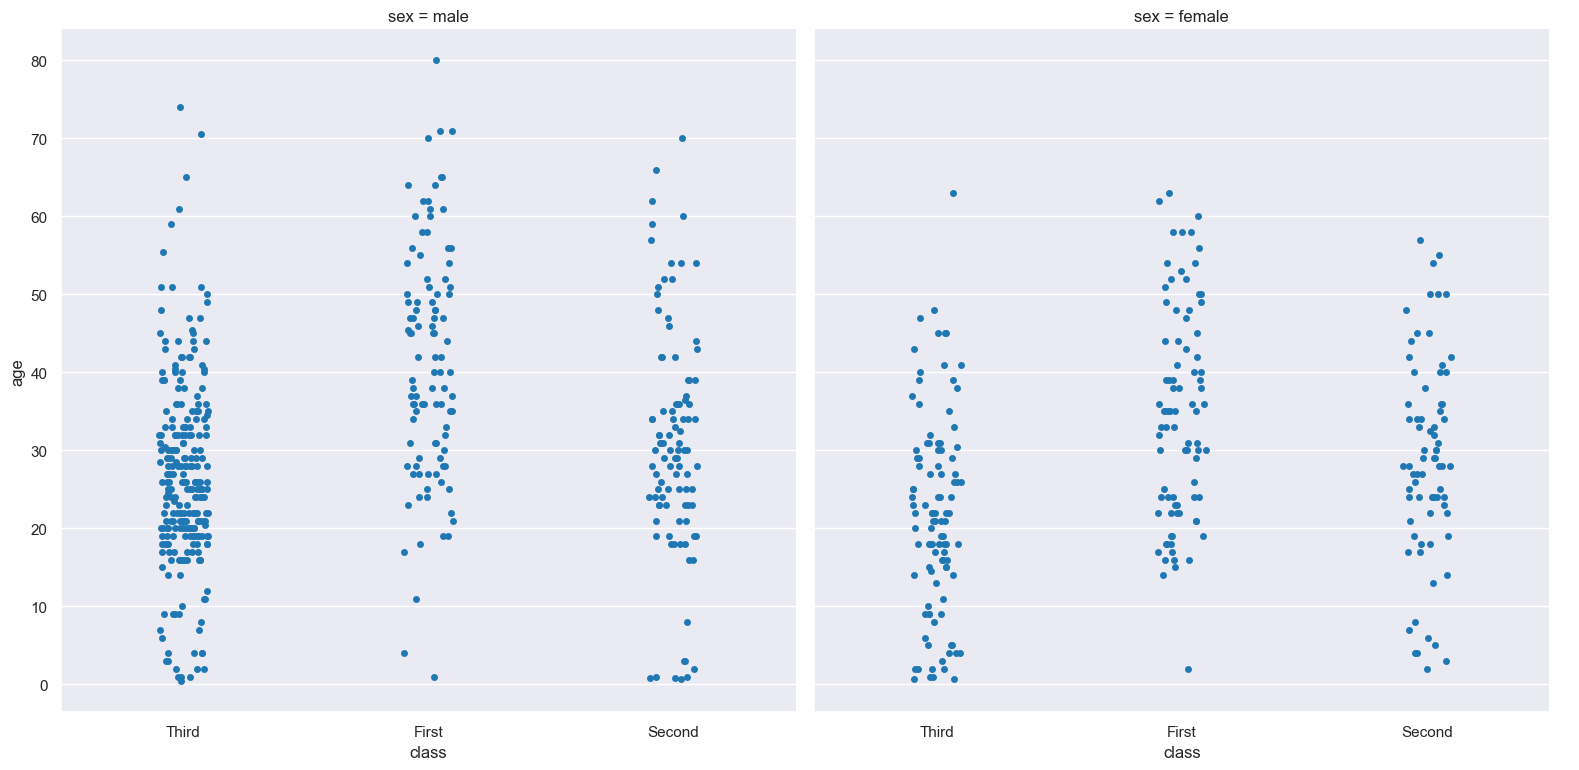 sex = male
sex = female
80
70
60
50
40
30
20
10
0
age
Third
First
Second
class
Third
First
Second
class